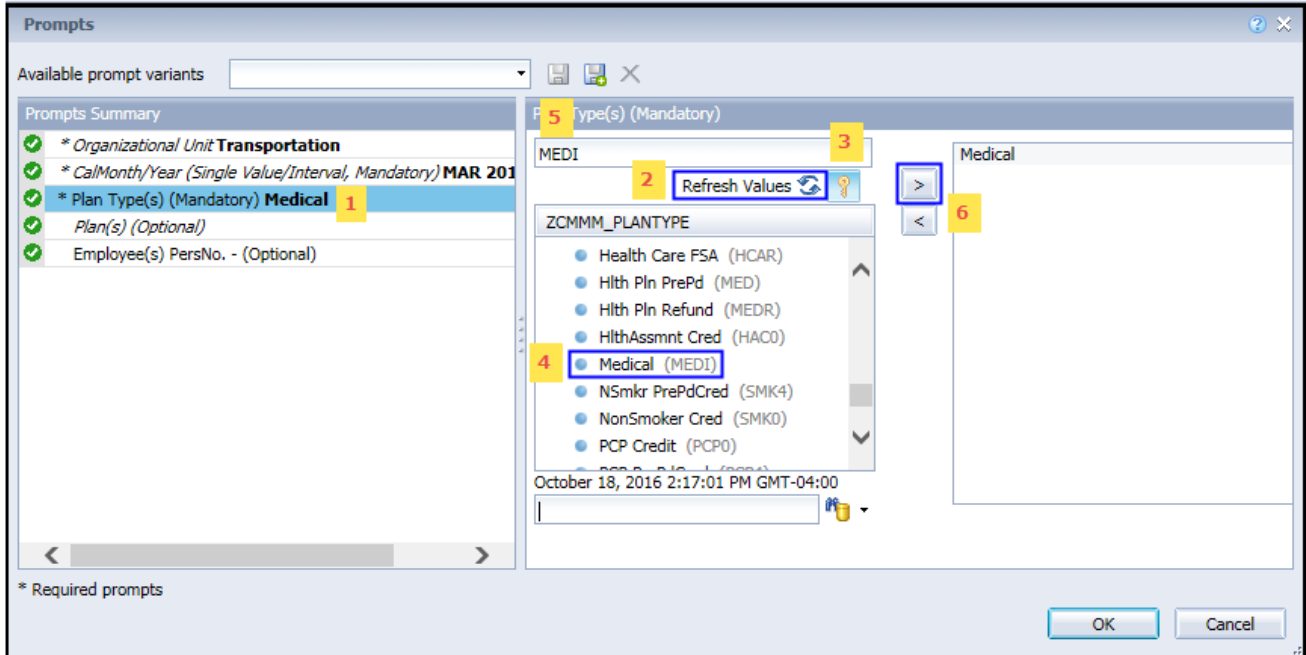 Prompts
Available prompt variants
Prompts Summary
* Organizational Unit Transportation
* CalMonth/Year (Single Value/Interval, Mandatory) MAR 201
* Plan Type(s) (Mandatory) Medical 1
Plan(s) (Optional)
Employee(s) PersNo. - (Optional)
5 Type(s) (Mandatory)
MEDI 3
2 Refresh Values
ZCMMM_PLANTYPE
Health Care FSA (HCAR)
Hlth Pln PrePd (MED)
Hlth Pln Refund (MEDR)
HlthAssmnt Cred (HAC0)
4 Medical (MEDI)
NSmkr PrePdCred (SMK4)
NonSmoker Cred (SMK0)
PCP Credit (PCP0)
October 18, 2016 2:17:01 PM GMT-04:00
>
< 6
Medical
* Required prompts
OK Cancel